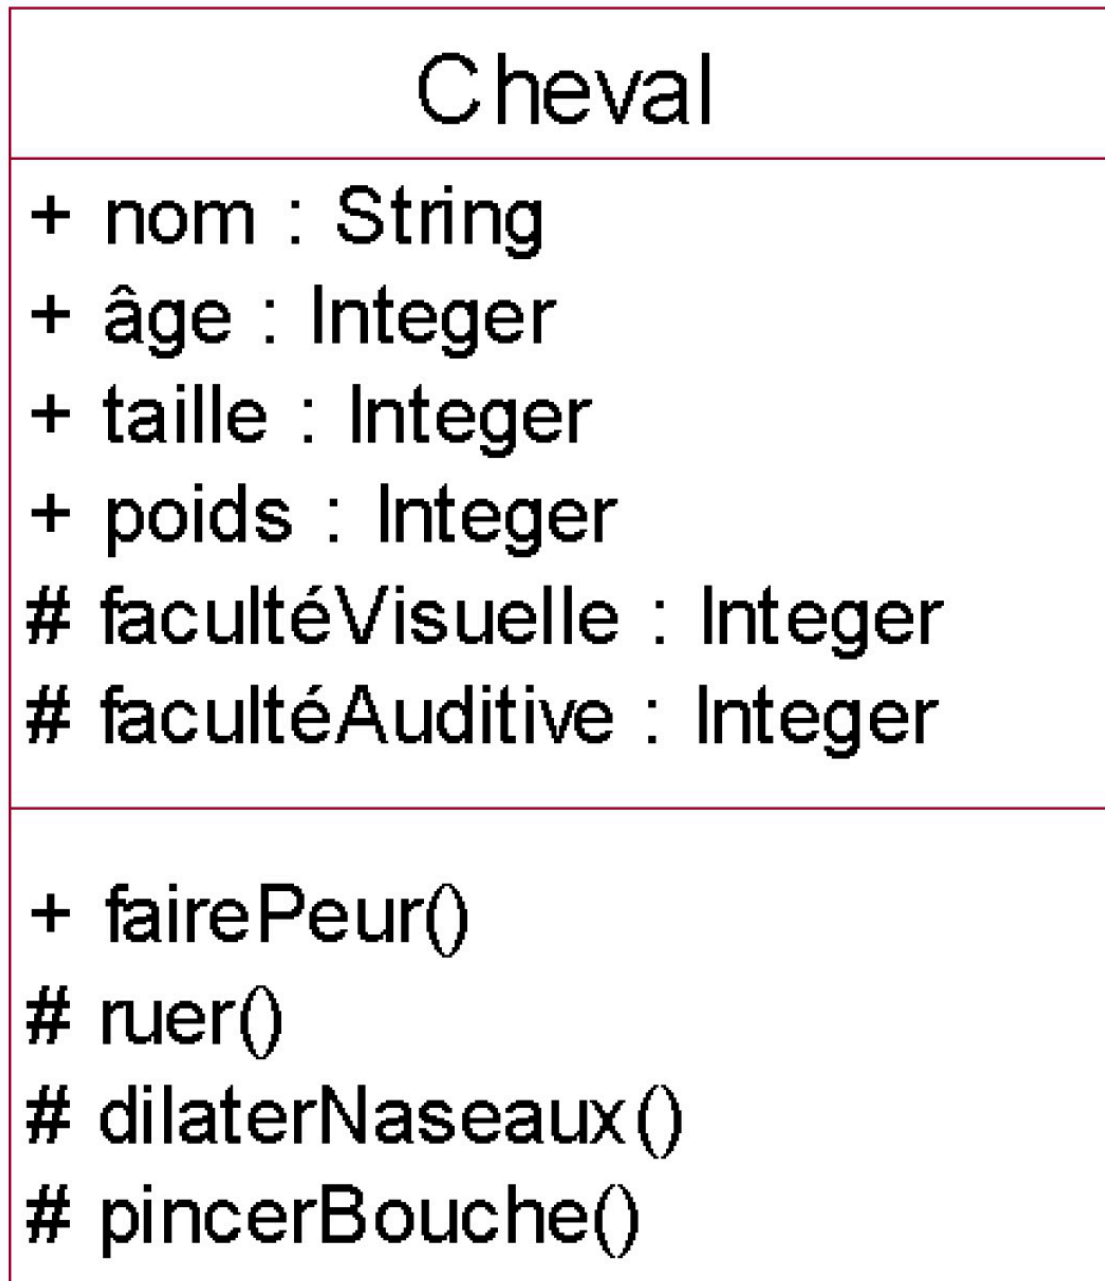 Cheval
+ nom : String
+ âge : Integer
+ taille : Integer
+ poids : Integer
# facultéVisuelle : Integer
# facultéAuditive : Integer
+ fairePeur()
# ruer()
# dilaterNaseaux()
# pincerBouche()